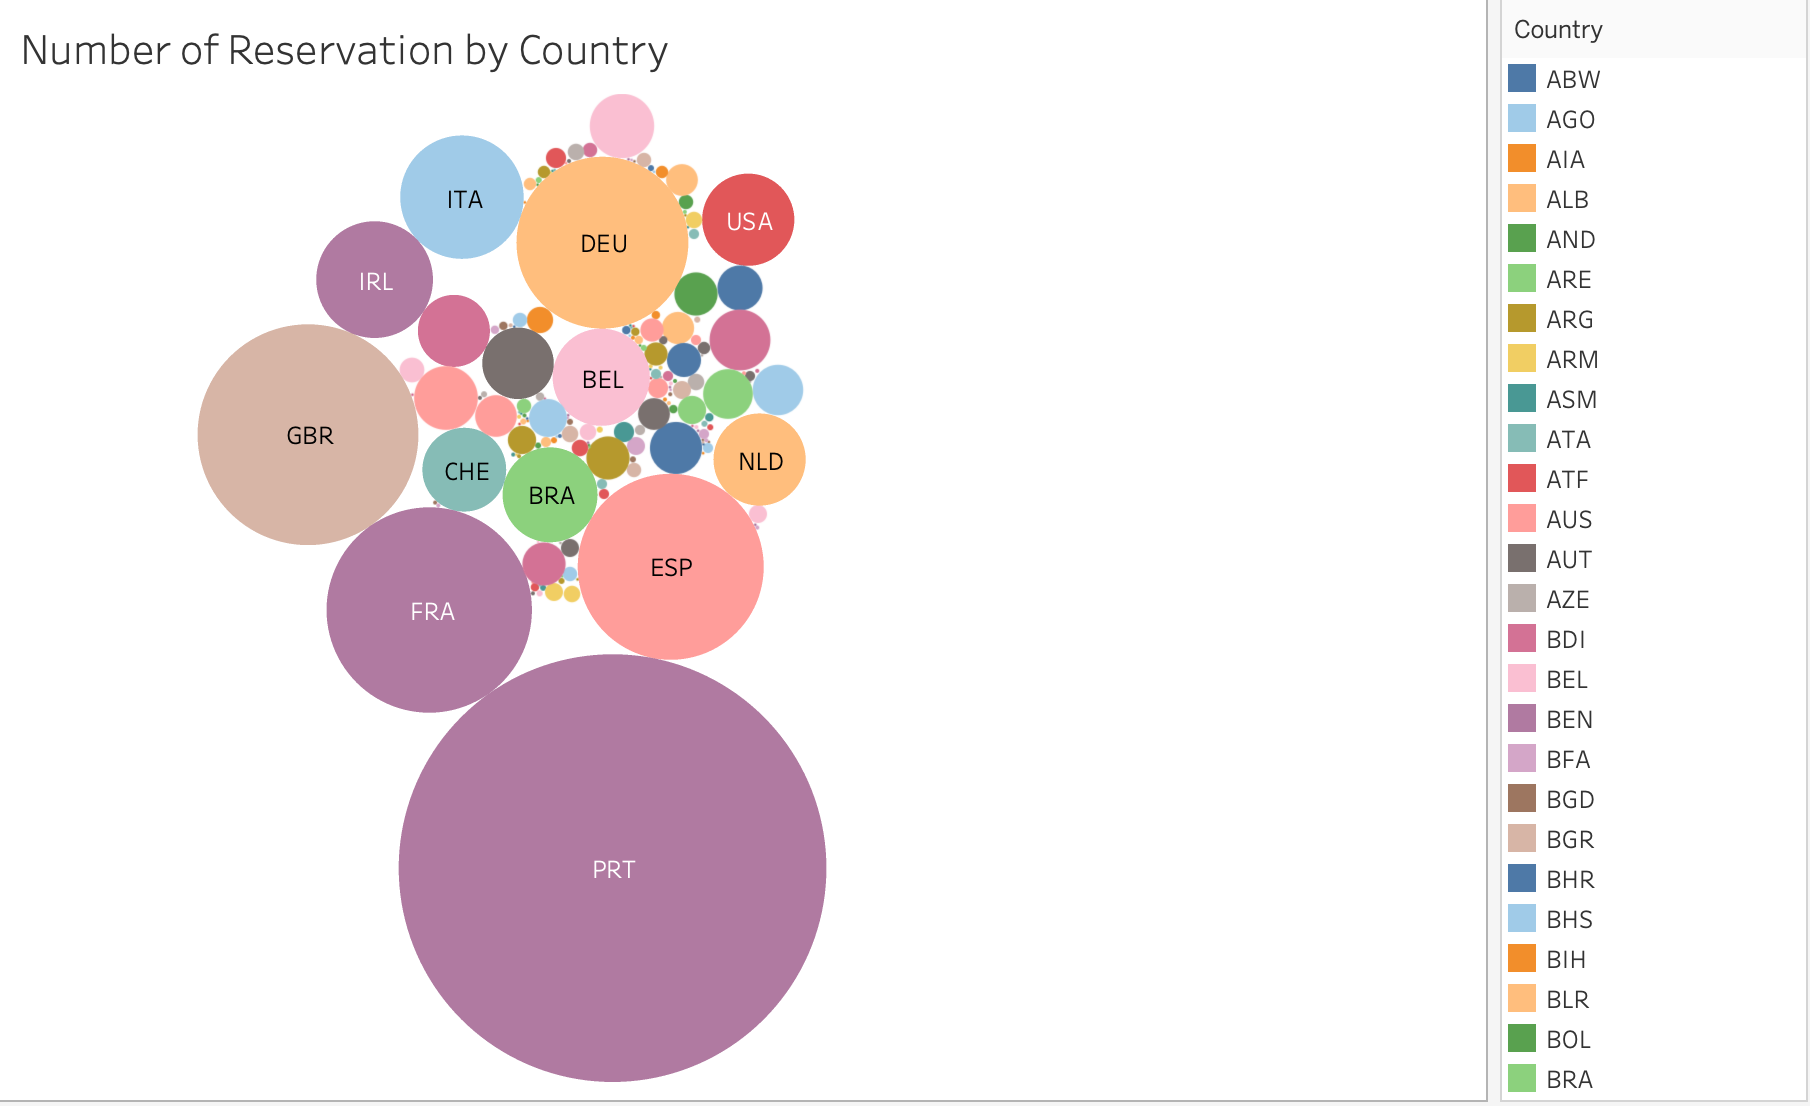 Number of Reservation by Country
ITA
USA
DEU
IRL
BEL
GBR
NLD
CHE
BRA
ESP
FRA
PRT
Country
ABW
AGO
AIA
ALB
AND
ARE
ARG
ARM
ASM
ATA
ATF
AUS
AUT
AZE
BDI
BEL
BEN
BFA
BGD
BGR
BHR
BHS
BIH
BLR
BOL
BRA